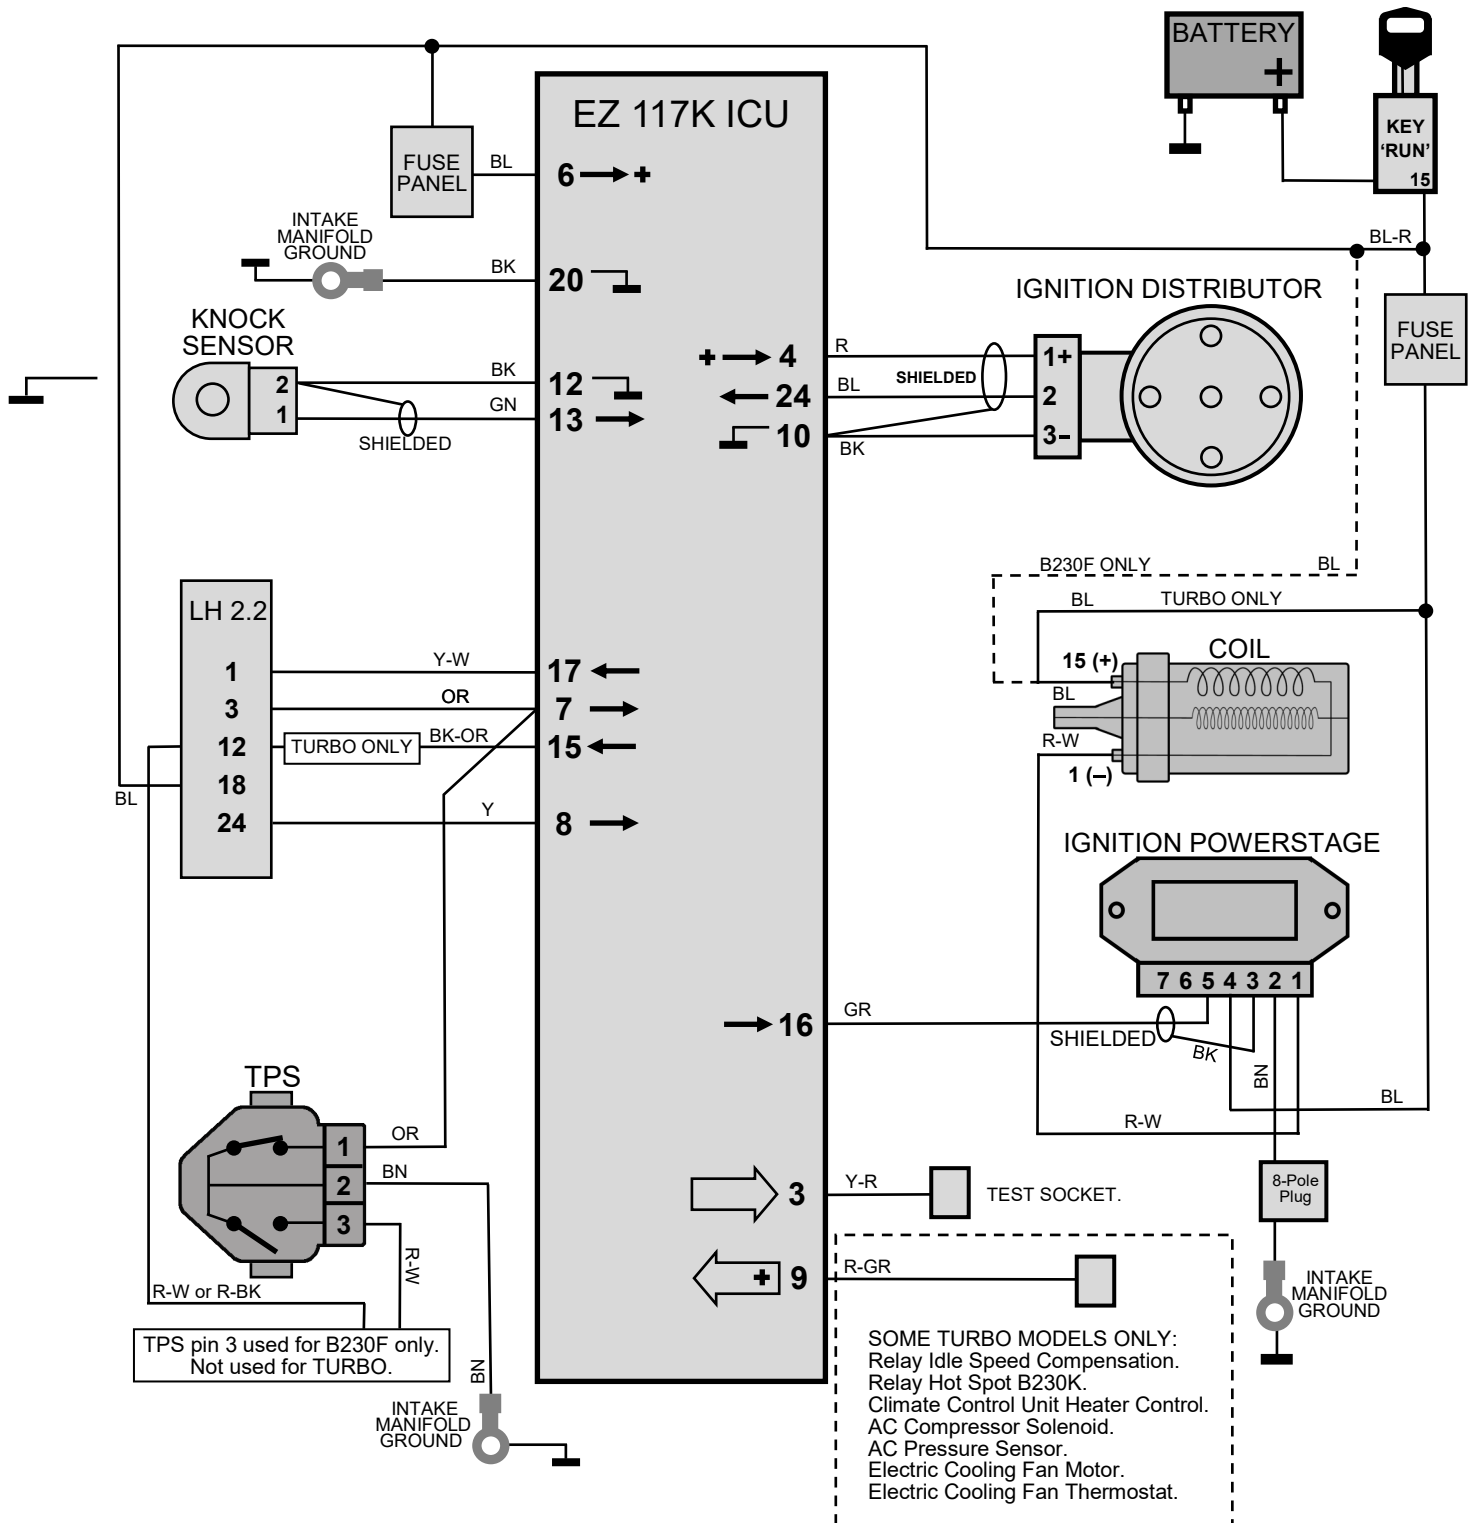 BATTERY
+
KEY
‘RUN’
15
EZ 117K ICU
FUSE
PANEL
BL
6
+
INTAKE
MANIFOLD
GROUND
BK
20
BL-R
IGNITION DISTRIBUTOR
FUSE
PANEL
KNOCK
SENSOR
2
1
BK
GN
SHIELDED
12
13
+
4
24
10
R
BL
BK
SHIELDED
1+
2
3–
B230F ONLY
BL
BL
TURBO ONLY
LH 2.2
1
3
12
18
24
BL
Y-W
OR
TURBO ONLY
BK-OR
Y
17
7
15
8
COIL
15 (+)
BL
R-W
1 (–)
IGNITION POWERSTAGE
7 6 5 4 3 2 1
16
GR
SHIELDED
BK
BN
BL
R-W
TPS
1
2
3
OR
BN
R-W
R-W or R-BK
TPS pin 3 used for B230F only.
Not used for TURBO.
BN
INTAKE
MANIFOLD
GROUND
3
Y-R
TEST SOCKET.
8-Pole
Plug
+
9
R-GR
INTAKE
MANIFOLD
GROUND
SOME TURBO MODELS ONLY:
Relay Idle Speed Compensation.
Relay Hot Spot B230K.
Climate Control Unit Heater Control.
AC Compressor Solenoid.
AC Pressure Sensor.
Electric Cooling Fan Motor.
Electric Cooling Fan Thermostat.